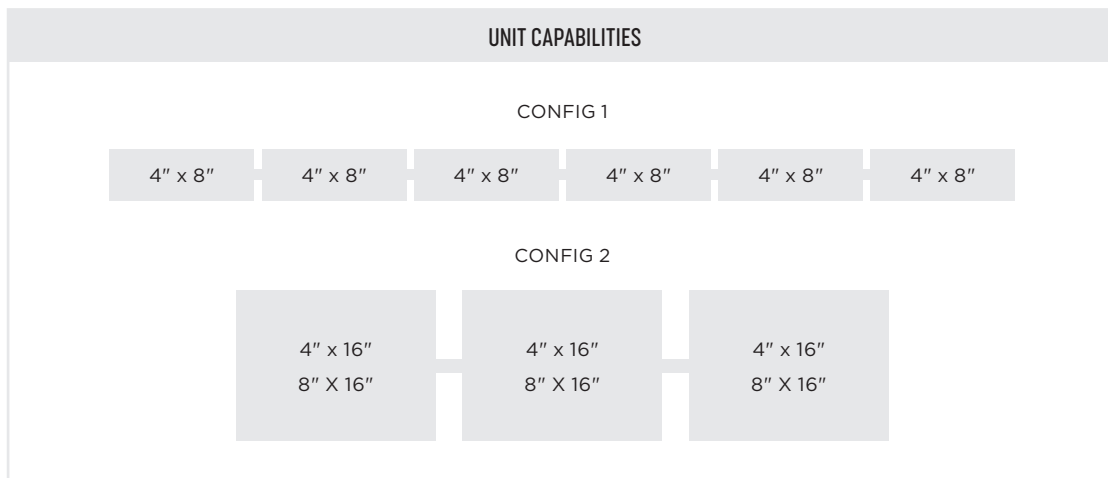 UNIT CAPABILITIES
CONFIG 1
4" x 8" 4" x 8" 4" x 8" 4" x 8" 4" x 8" 4" x 8"
CONFIG 2
4" x 16" 4" x 16" 4" x 16"
8" X 16" 8" X 16" 8" X 16"